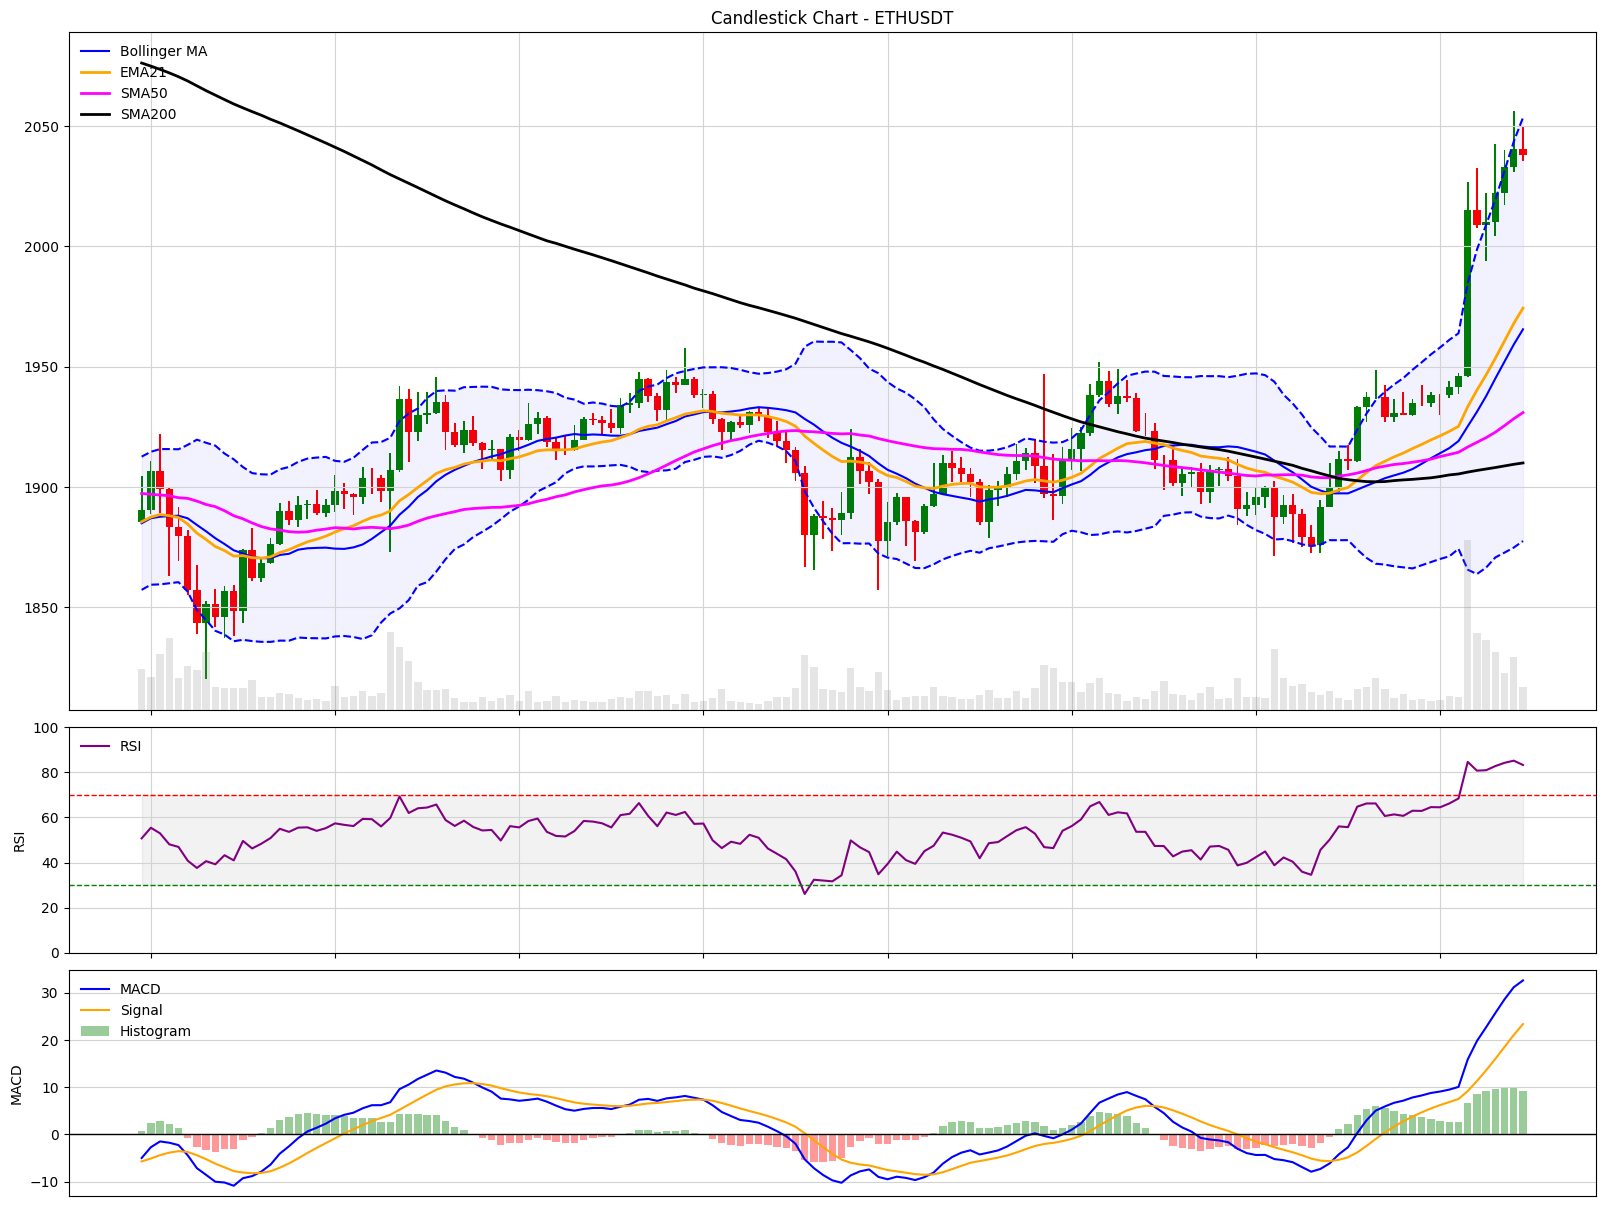 Candlestick Chart - ETHUSDT
Bollinger MA
EMA21
SMA50
SMA200
2050
2000
1950
1900
1850
RSI
100
80
60
40
20
0
RSI
MACD
Signal
Histogram
30
20
10
0
−10
MACD